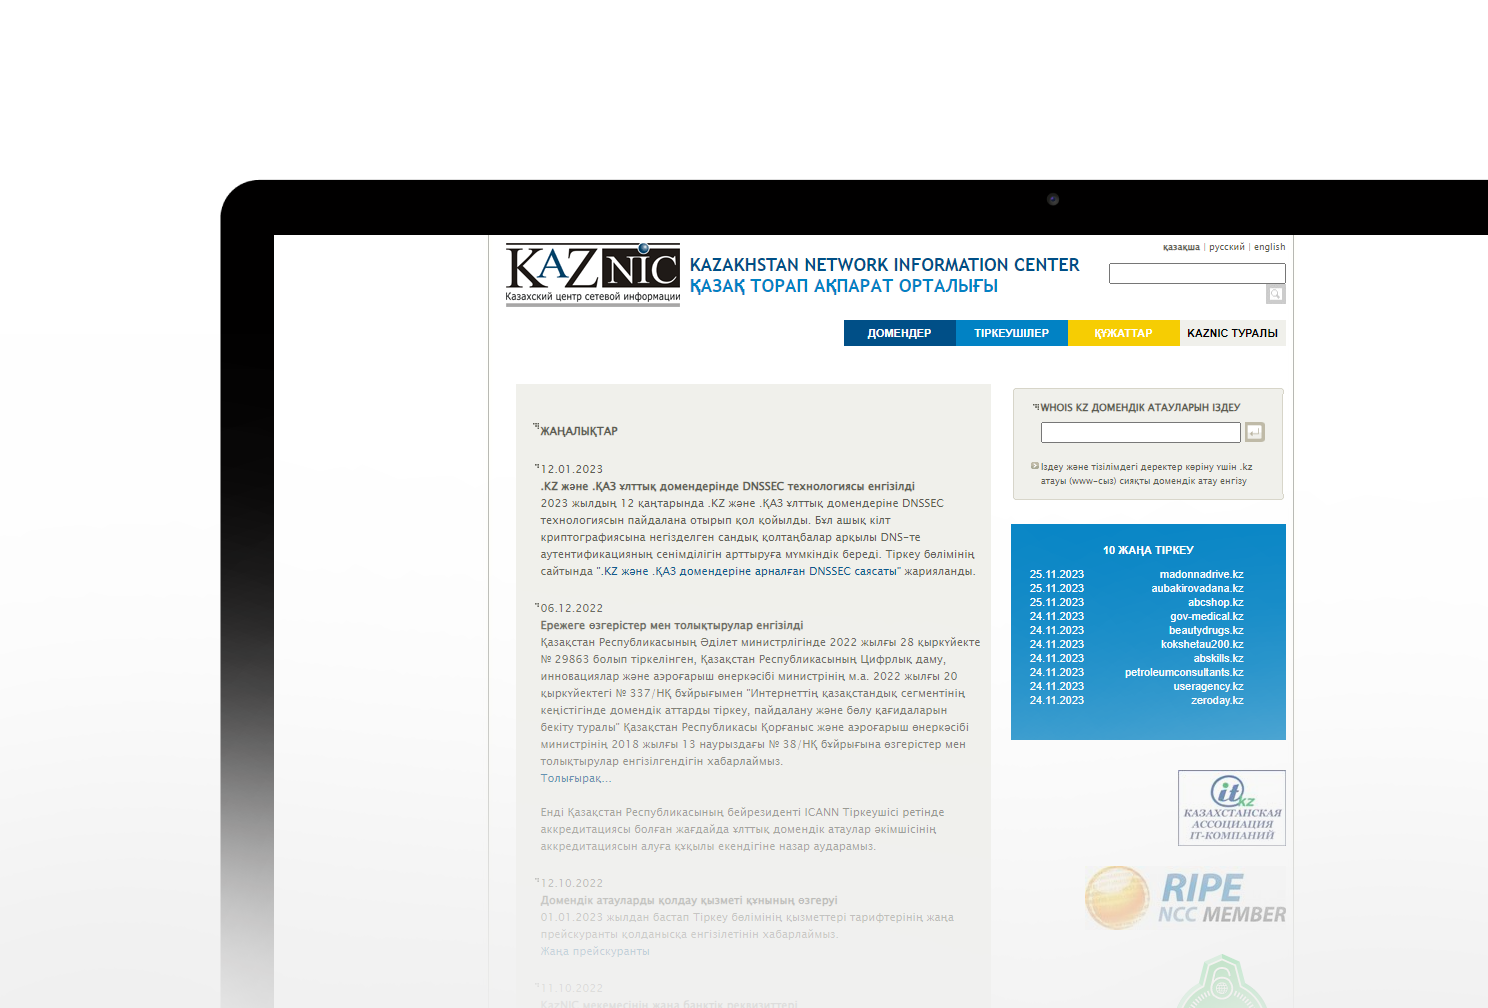 KAZNIC
Казахский центр сетевой информации
KAZAKHSTAN NETWORK INFORMATION CENTER
ҚАЗАҚ ТОРАП АҚПАРАТ ОРТАЛЫҒЫ
қазақша | русский | english
ДОМЕНДЕР
ТІРКЕУШІЛЕР
ҚҰЖАТТАР
KAZNIC ТУРАЛЫ
ЖАҢАЛЫҚТАР
12.01.2023
.KZ және .ҚАЗ ұлттық домендерінде DNSSEC технологиясы енгізілді
2023 жылдың 12 қаңтарында .KZ және .ҚАЗ ұлттық домендеріне DNSSEC
технологиясын пайдалана отырып қол қойылды. Бұл ашық кілт
криптографиясына негізделген сандық қолтаңбалар арқылы DNS-те
аутентификацияның сенімділігін арттыруға мүмкіндік береді. Тіркеу бөлімінің
сайтында ".KZ және .ҚАЗ домендеріне арналған DNSSEC саясаты" жарияланды.
06.12.2022
Ережеге өзгерістер мен толықтырулар енгізілді
Қазақстан Республикасының Әділет министрлігінде 2022 жылғы 28 қыркүйекте
№ 29863 болып тіркелінген, Қазақстан Республикасының Цифрлық даму,
инновациялар және аэроғарыш өнеркәсібі министрінің м.а. 2022 жылғы 20
қыркүйектегі № 337/НҚ бұйрығымен "Интернеттің қазақстандық сегментінің
кеңістігінде домендік аттарды тіркеу, пайдалану және бөлу қағидаларын
бекіту туралы" Қазақстан Республикасы Қорғаныс және аэроғарыш өнеркәсібі
министрінің 2018 жылғы 13 наурыздағы № 38/НҚ бұйрығына өзгерістер мен
толықтырулар енгізілгендігін хабарлаймыз.
Толығырақ...
Енді Қазақстан Республикасының бейрезиденті ICANN Тіркеушісі ретінде
аккредитациясы болған жағдайда ұлттық домендік атаулар әкімшісінің
аккредитациясын алуға құқылы екендігіне назар аударамыз.
12.10.2022
Домендік атауларды қолдау қызметі құнының өзгеруі
01.01.2023 жылдан бастап Тіркеу бөлімінің қызметтері тарифтерінің жаңа
прейскуранты қолданысқа енгізілетінін хабарлаймыз.
Жаңа прейскуранты
11.10.2022
KazNIC мекемесінің жаңа банктік реквизиттері
WHOIS KZ ДОМЕНДІК АТАУЛАРЫН ІЗДЕУ
Іздеу және тізілімдегі деректер көріну үшін .kz
атауы (www-сыз) сияқты домендік атау енгізу
10 ЖАҢА ТІРКЕУ
25.11.2023 madonnadrive.kz
25.11.2023 aubakirovadana.kz
25.11.2023 abcshop.kz
24.11.2023 gov-medical.kz
24.11.2023 beautydrugs.kz
24.11.2023 kokshetau200.kz
24.11.2023 abskills.kz
24.11.2023 petroleumconsultants.kz
24.11.2023 useragency.kz
24.11.2023 zeroday.kz
it kz
КАЗАХСТАНСКАЯ
АССОЦИАЦИЯ
IT-КОМПАНИЙ
RIPE
NCC MEMBER